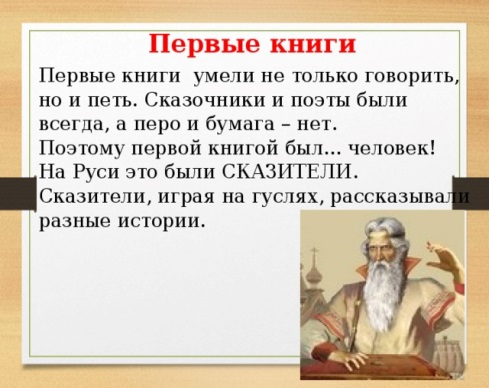 Первые книги
Первые книги  умели не только говорить,
но и петь. Сказочники и поэты были
всегда, а перо и бумага – нет.
Поэтому первой книгой был… человек!
На Руси это были СКАЗИТЕЛИ.
Сказители, играя на гуслях, рассказывали
разные истории.